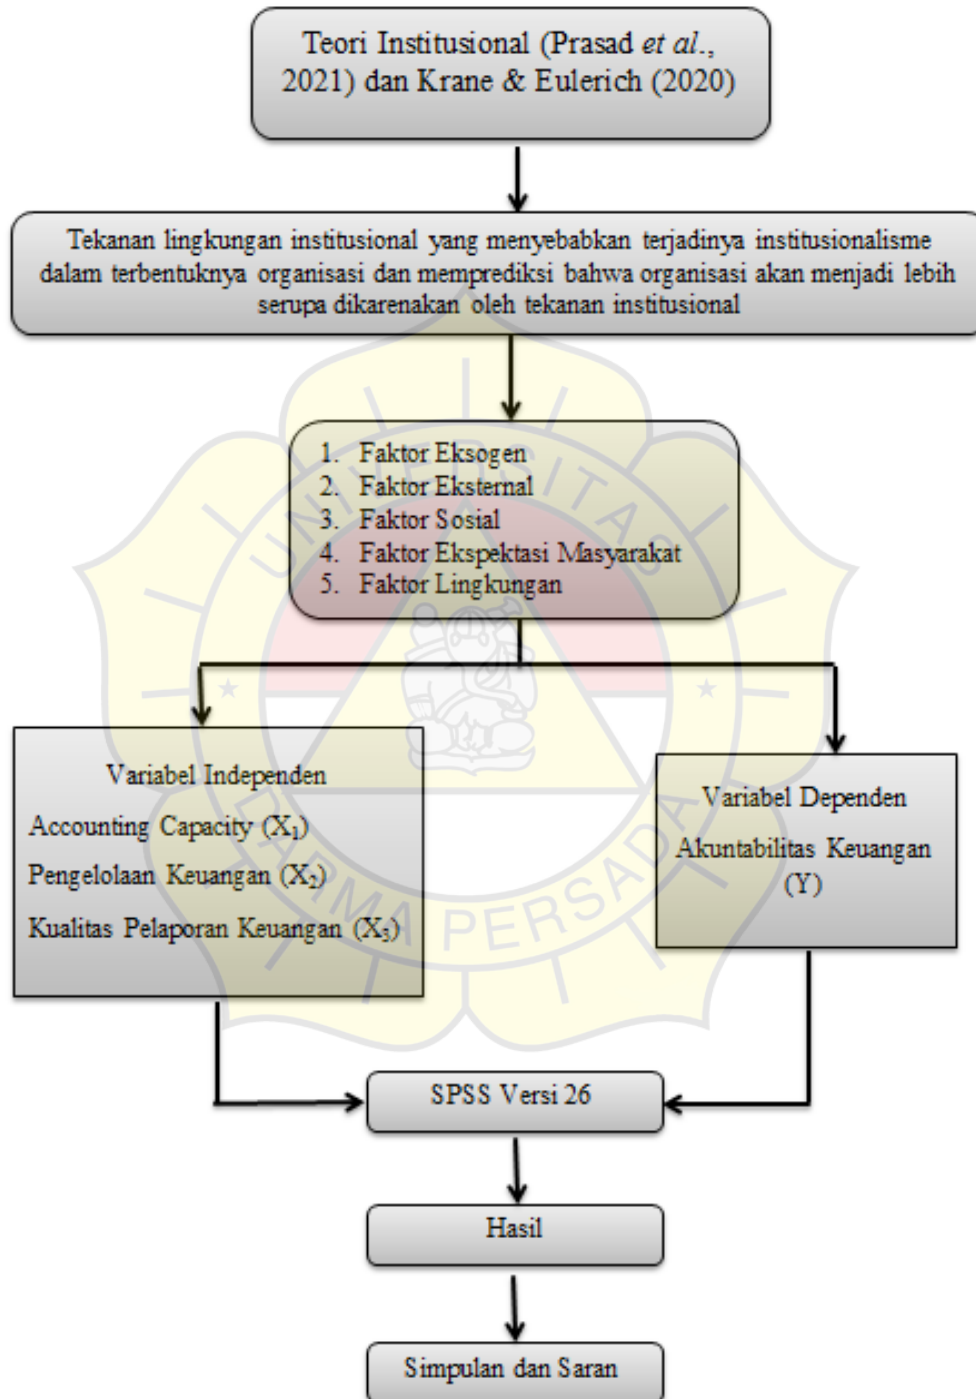 Teori Institusional (Prasad et al.,
2021) dan Krane & Eulerich (2020)
Tekanan lingkungan institusional yang menyebabkan terjadinya institusionalisme
dalam terbentuknya organisasi dan memprediksi bahwa organisasi akan menjadi lebih
serupa dikarenakan oleh tekanan institusional
1. Faktor Eksogen
2. Faktor Eksternal
3. Faktor Sosial
4. Faktor Ekspektasi Masyarakat
5. Faktor Lingkungan
Variabel Independen
Accounting Capacity (X₁)
Pengelolaan Keuangan (X₂)
Kualitas Pelaporan Keuangan (X₃)
Variabel Dependen
Akuntabilitas Keuangan
(Y)
SPSS Versi 26
Hasil
Simpulan dan Saran
UNIVERSITAS
DARMA PERSADA